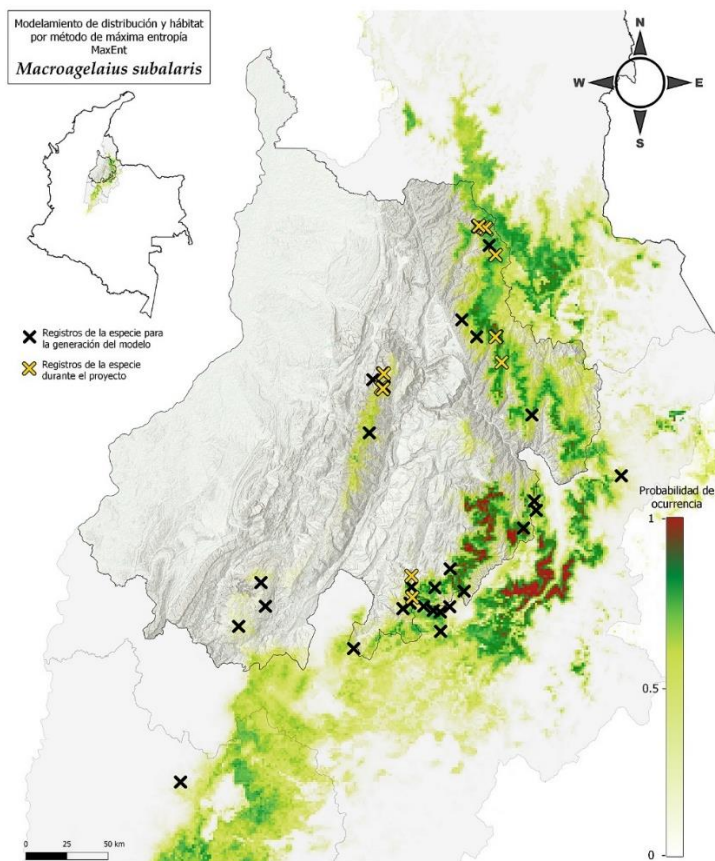 Modelamiento de distribución y hábitat
por método de máxima entropía
MaxEnt
Macroagelaius subalaris
N
W
E
S
Registros de la especie para
la generación del modelo
Registros de la especie
durante el proyecto
Probabilidad de
ocurrencia
1
0.5
0
0
25
50 km